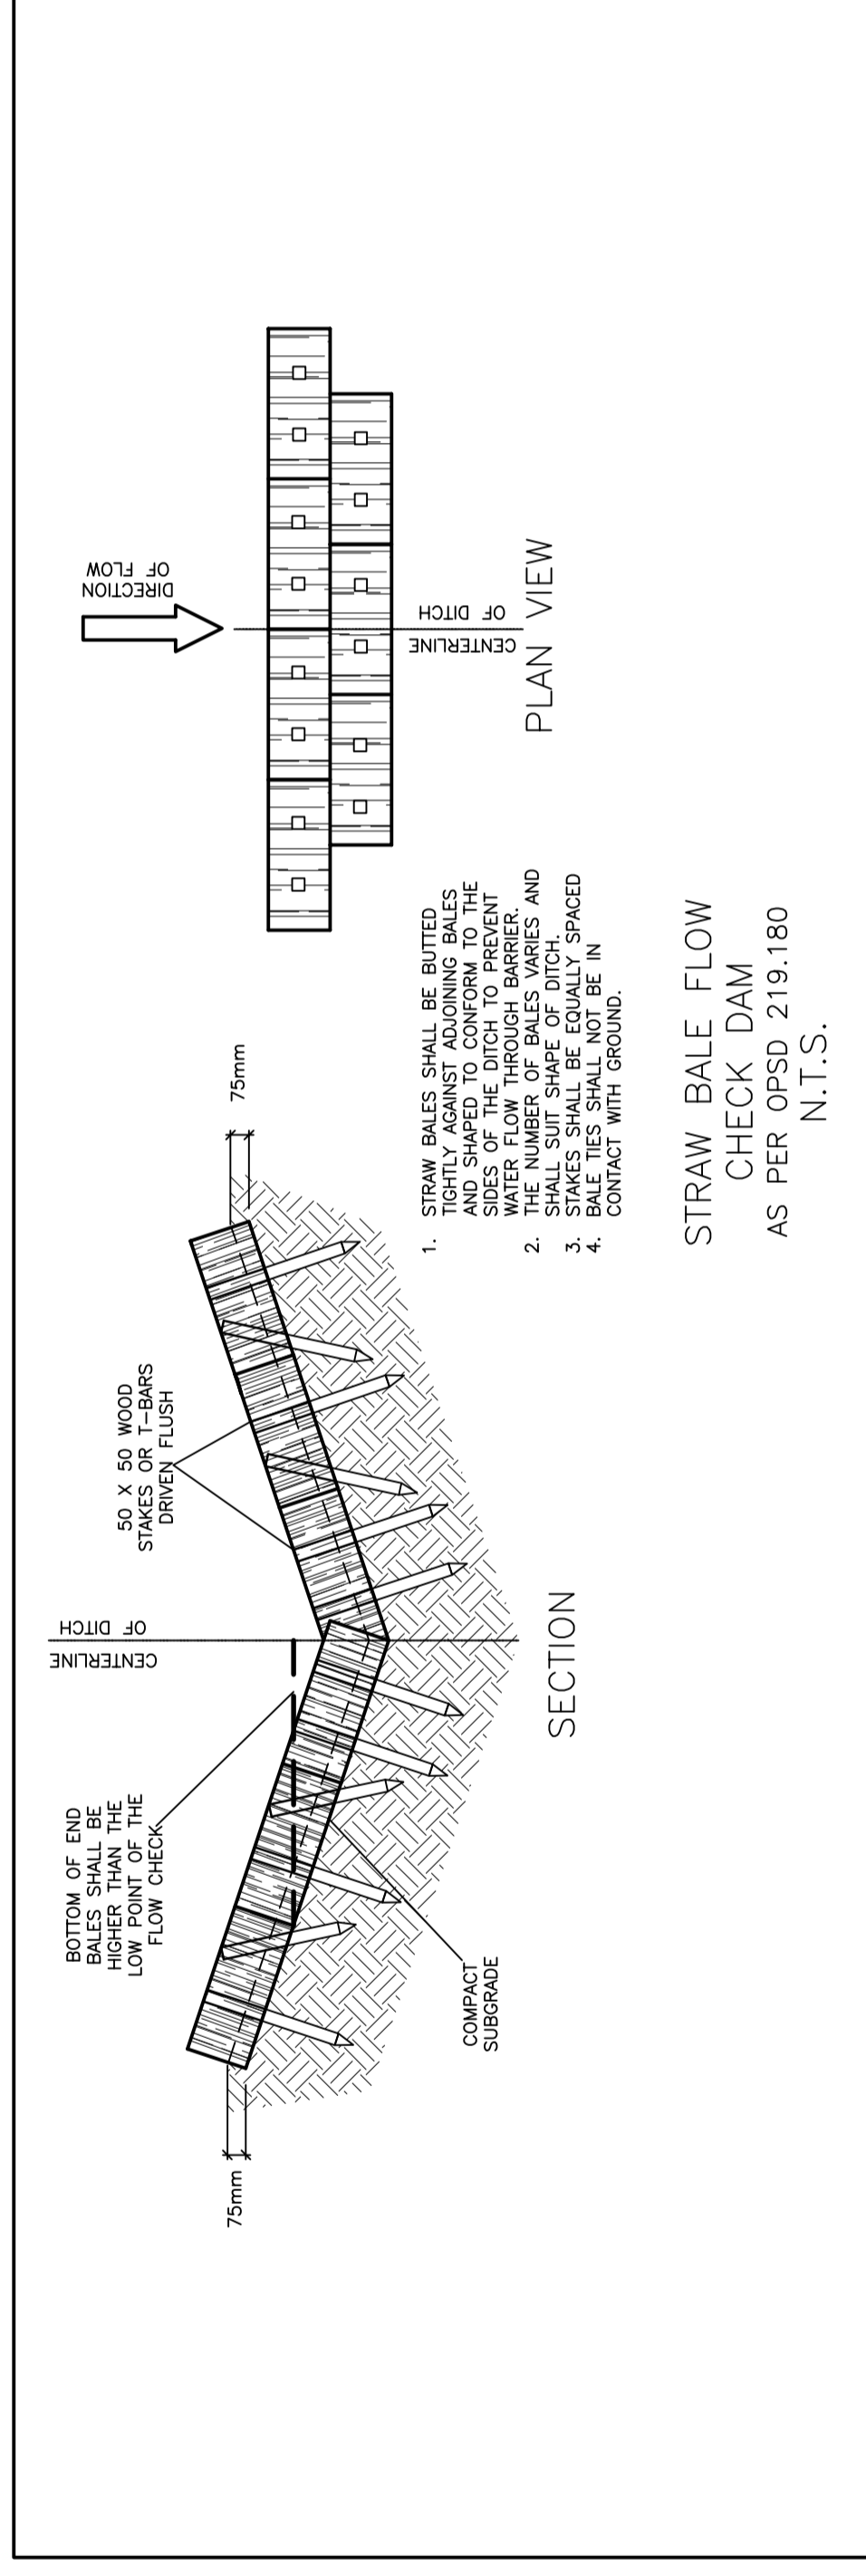 BOTTOM OF END
BALES SHALL BE
HIGHER THAN THE
LOW POINT OF THE
FLOW CHECK
CENTERLINE
OF DITCH
50 X 50 WOOD
STAKES OR T-BARS
DRIVEN FLUSH
75mm
75mm
COMPACT
SUBGRADE
SECTION
DIRECTION
OF FLOW
CENTERLINE
OF DITCH
PLAN VIEW
1. STRAW BALES SHALL BE BUTTED
TIGHTLY AGAINST ADJOINING BALES
AND SHAPED TO CONFORM TO THE
SIDES OF THE DITCH TO PREVENT
WATER FLOW THROUGH BARRIER.
2. THE NUMBER OF BALES VARIES AND
SHALL SUIT SHAPE OF DITCH.
3. STAKES SHALL BE EQUALLY SPACED
4. BALE TIES SHALL NOT BE IN
CONTACT WITH GROUND.
STRAW BALE FLOW
CHECK DAM
AS PER OPSD 219.180
N.T.S.